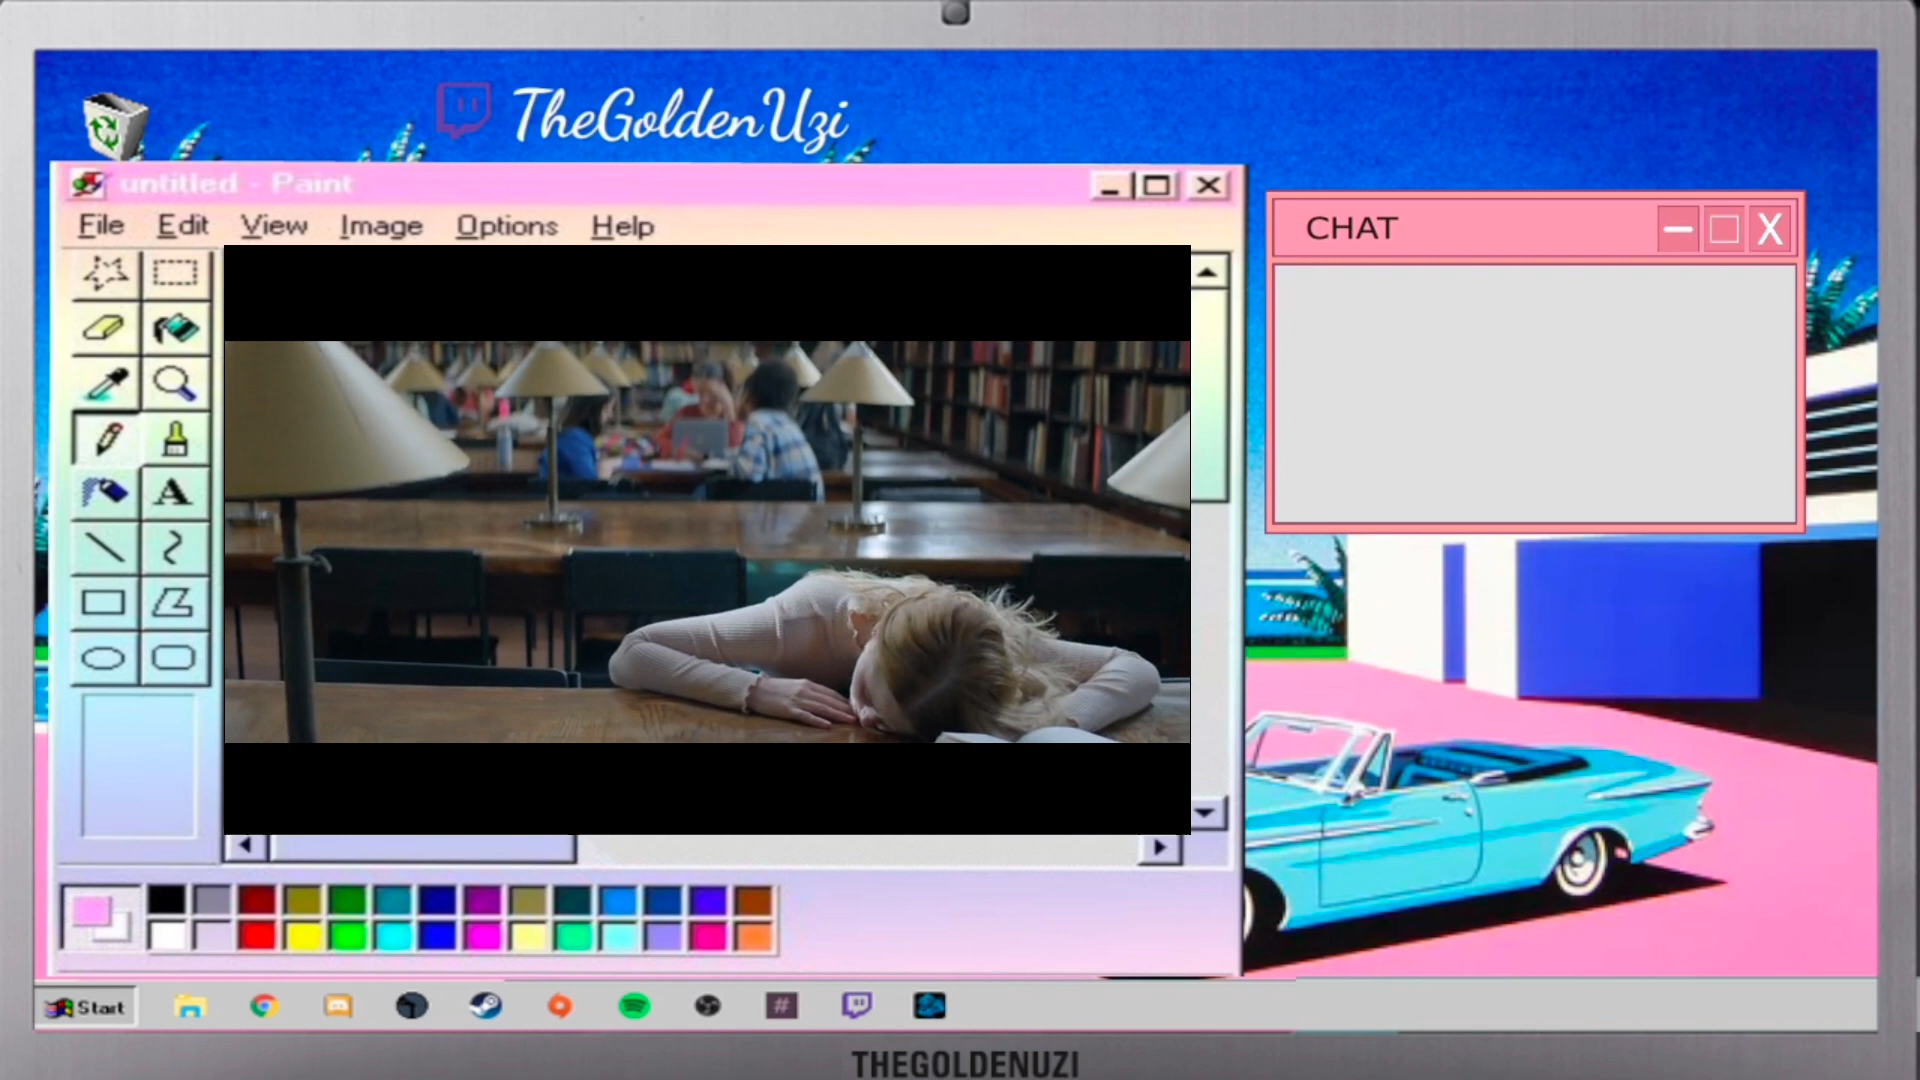 TheGoldenUzi
untitled - Paint
File Edit View Image Options Help
CHAT
X
A
Start
#
THEGOLDENUZI